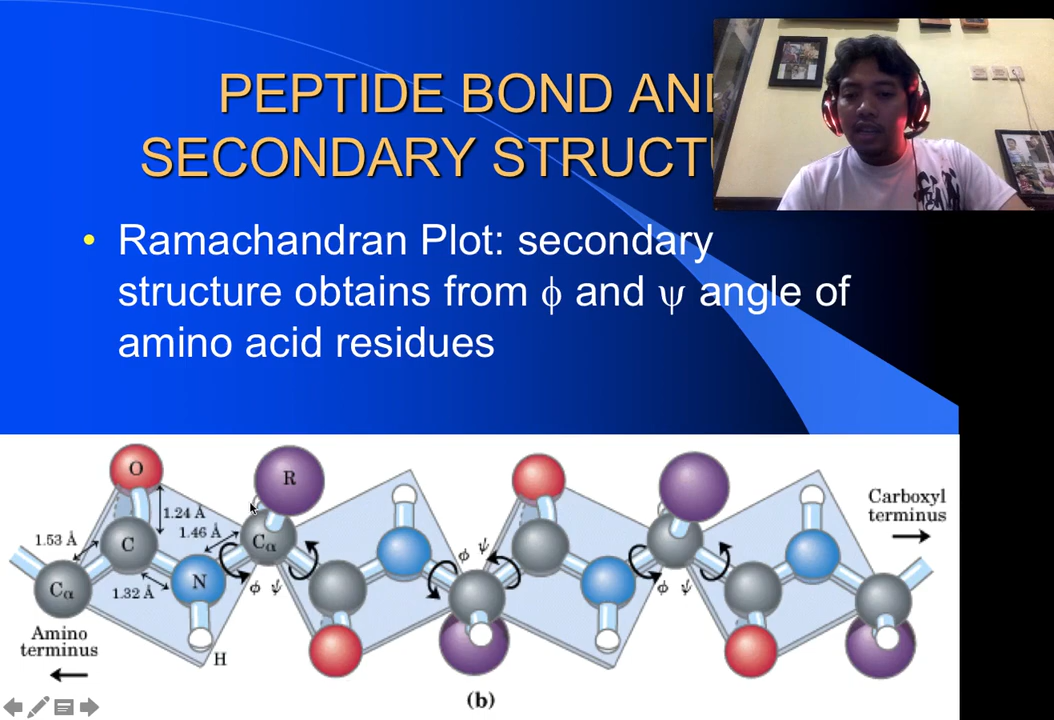 PEPTIDE BOND AN
SECONDARY STRUCT
• Ramachandran Plot: secondary
structure obtains from ϕ and ψ angle of
amino acid residues
O
R
1.24 Å
1.46 Å
Cα
1.53 Å
C
N
Cα
1.32 Å
ϕ ψ
H
Amino
terminus
ϕ ψ
ϕ ψ
Carboxyl
terminus
(b)